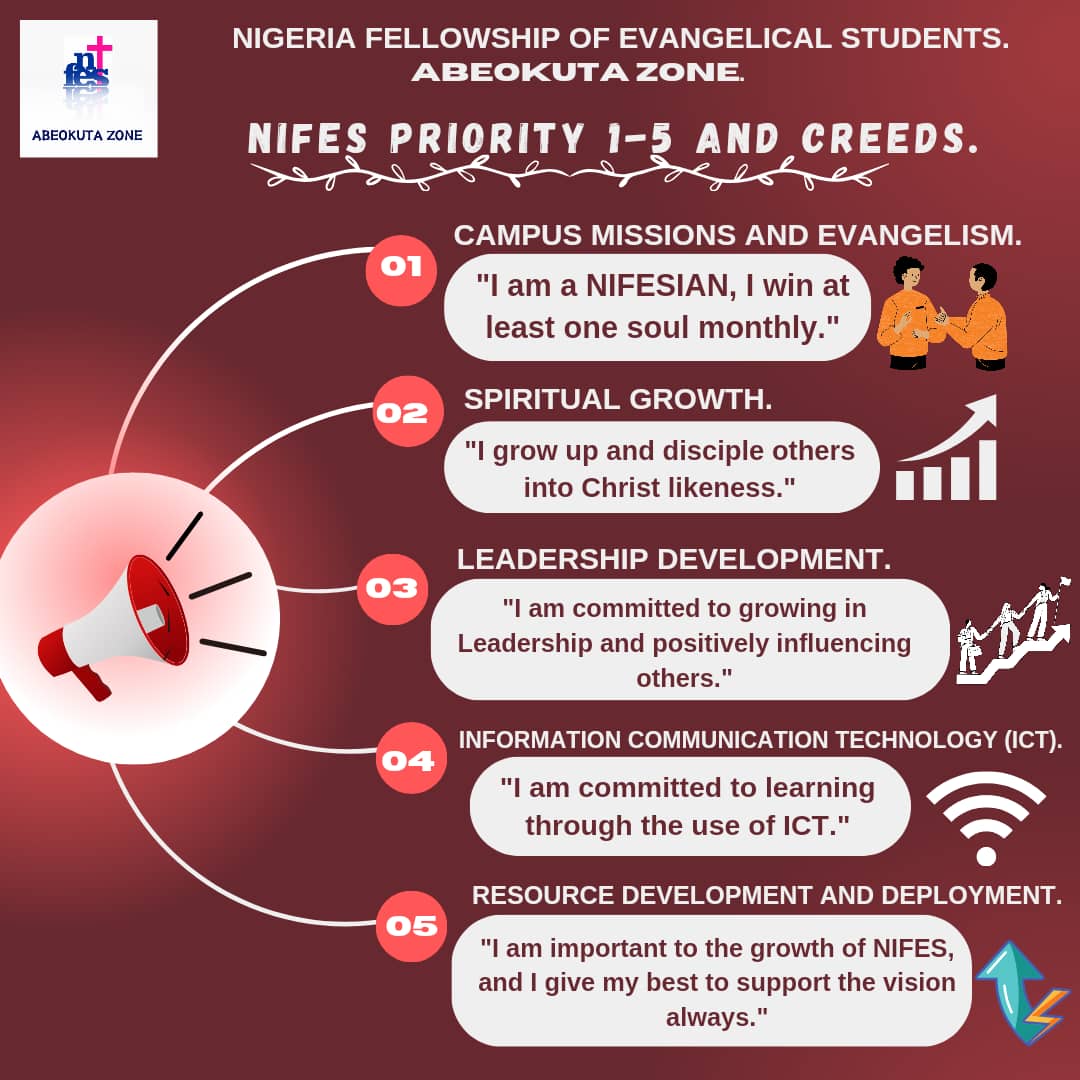 nifes
ABEOKUTA ZONE
NIGERIA FELLOWSHIP OF EVANGELICAL STUDENTS.
ABEOKUTA ZONE.
NIFES PRIORITY 1-5 AND CREEDS.
01
CAMPUS MISSIONS AND EVANGELISM.
"I am a NIFESIAN, I win at
least one soul monthly."
02
SPIRITUAL GROWTH.
"I grow up and disciple others
into Christ likeness."
03
LEADERSHIP DEVELOPMENT.
"I am committed to growing in
Leadership and positively influencing
others."
04
INFORMATION COMMUNICATION TECHNOLOGY (ICT).
"I am committed to learning
through the use of ICT."
05
RESOURCE DEVELOPMENT AND DEPLOYMENT.
"I am important to the growth of NIFES,
and I give my best to support the vision
always."